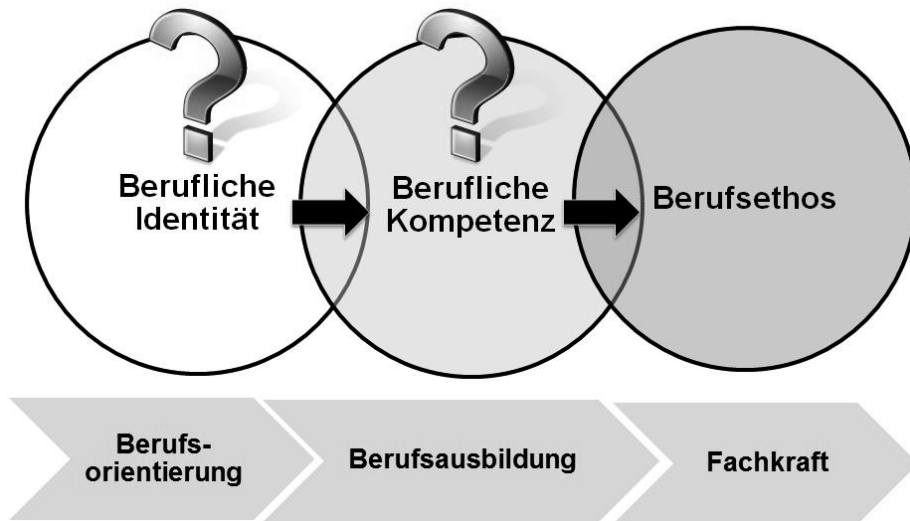 Berufliche
Identität
Berufliche
Kompetenz
Berufsethos
Berufs-
orientierung
Berufsausbildung
Fachkraft